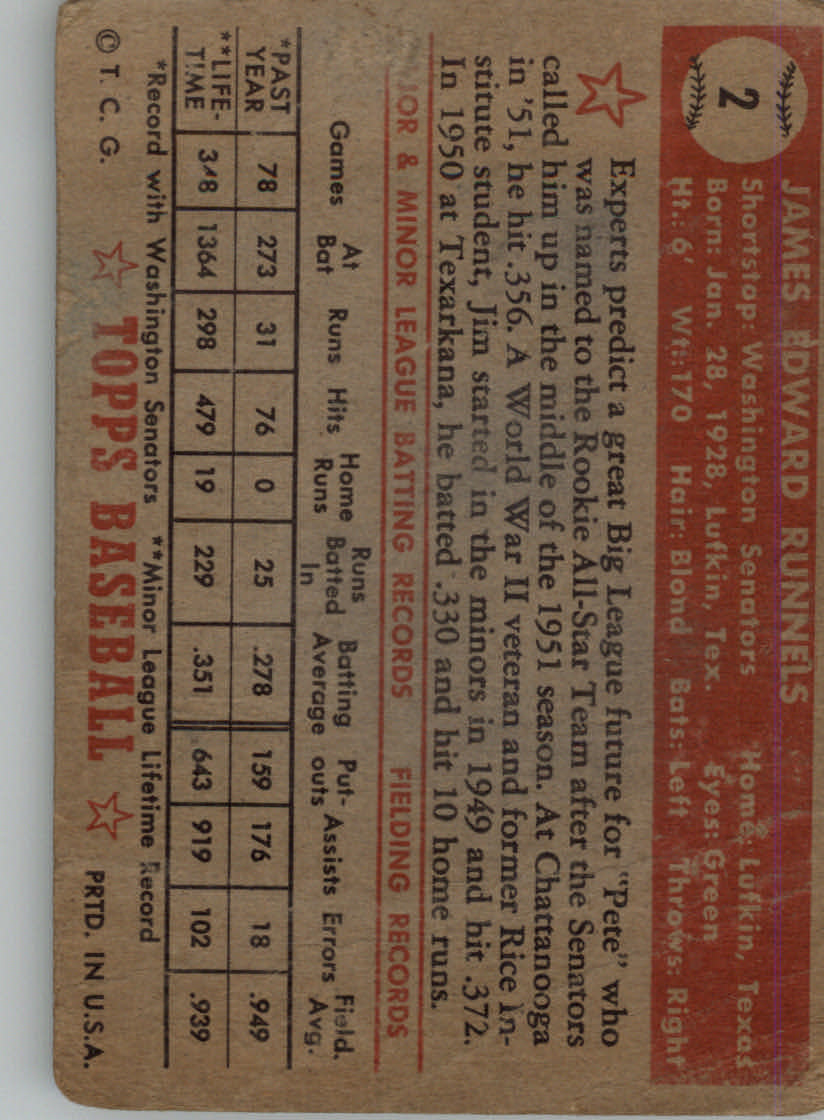 2
JAMES EDWARD RUNNELS
Shortstop: Washington Senators Home: Lufkin, Texas
Born: Jan. 28, 1928, Lufkin, Tex. Eyes: Green
Ht.: 6' Wt.: 170 Hair: Blond Bats: Left Throws: Right
Experts predict a great Big League future for "Pete" who
was named to the Rookie All-Star Team after the Senators
called him up in the middle of the 1951 season. At Chattanooga
in '51, he hit .356. A World War II veteran and former Rice In-
stitute student, Jim started in the minors in 1949 and hit .372.
In 1950 at Texarkana, he batted .330 and hit 10 home runs.
JOR & MINOR LEAGUE BATTING RECORDS FIELDING RECORDS
Games At Bat Runs Hits Home Runs Runs Batted In Batting Average Put-outs Assists Errors Field. Avg.
*PAST YEAR 78 273 31 76 0 25 .278 159 176 18 .949
**LIFE-TIME 348 1364 298 479 19 229 .351 643 919 102 .939
*Record with Washington Senators **Minor League Lifetime Record
© T. C. G. TOPPS BASEBALL PRTD. IN U.S.A.